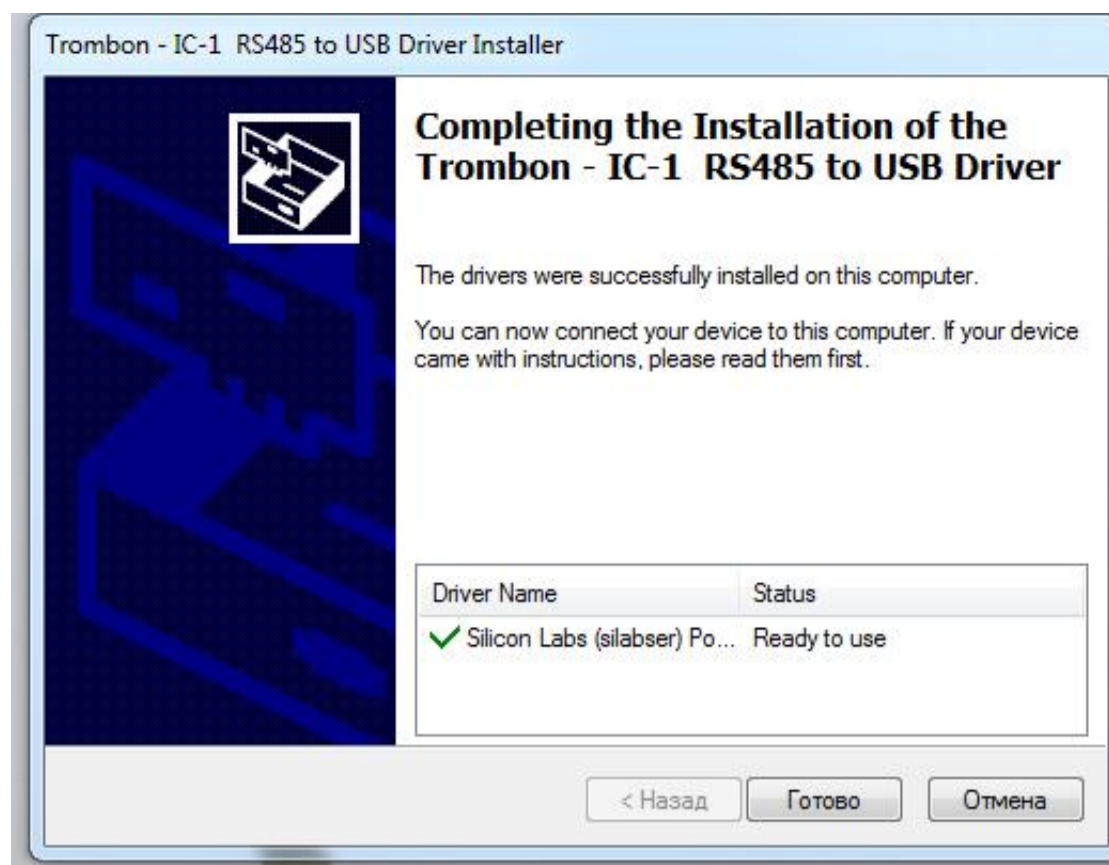 Trombon - IC-1  RS485 to USB Driver Installer
Completing the Installation of the
Trombon - IC-1  RS485 to USB Driver
The drivers were successfully installed on this computer.
You can now connect your device to this computer. If your device
came with instructions, please read them first.
Driver Name Status
Silicon Labs (silabser) Po... Ready to use
< Назад Готово Отмена